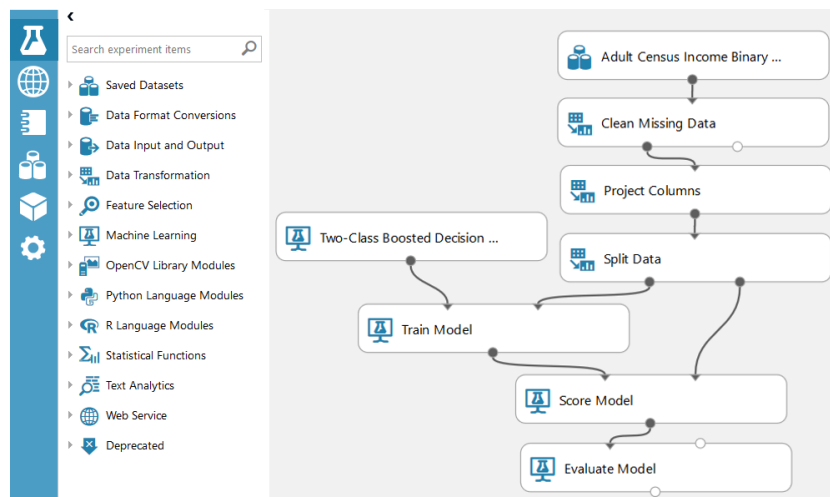 Search experiment items
Saved Datasets
Data Format Conversions
Data Input and Output
Data Transformation
Feature Selection
Machine Learning
OpenCV Library Modules
Python Language Modules
R Language Modules
Statistical Functions
Text Analytics
Web Service
Deprecated
Adult Census Income Binary ...
Clean Missing Data
Project Columns
Two-Class Boosted Decision ...
Split Data
Train Model
Score Model
Evaluate Model